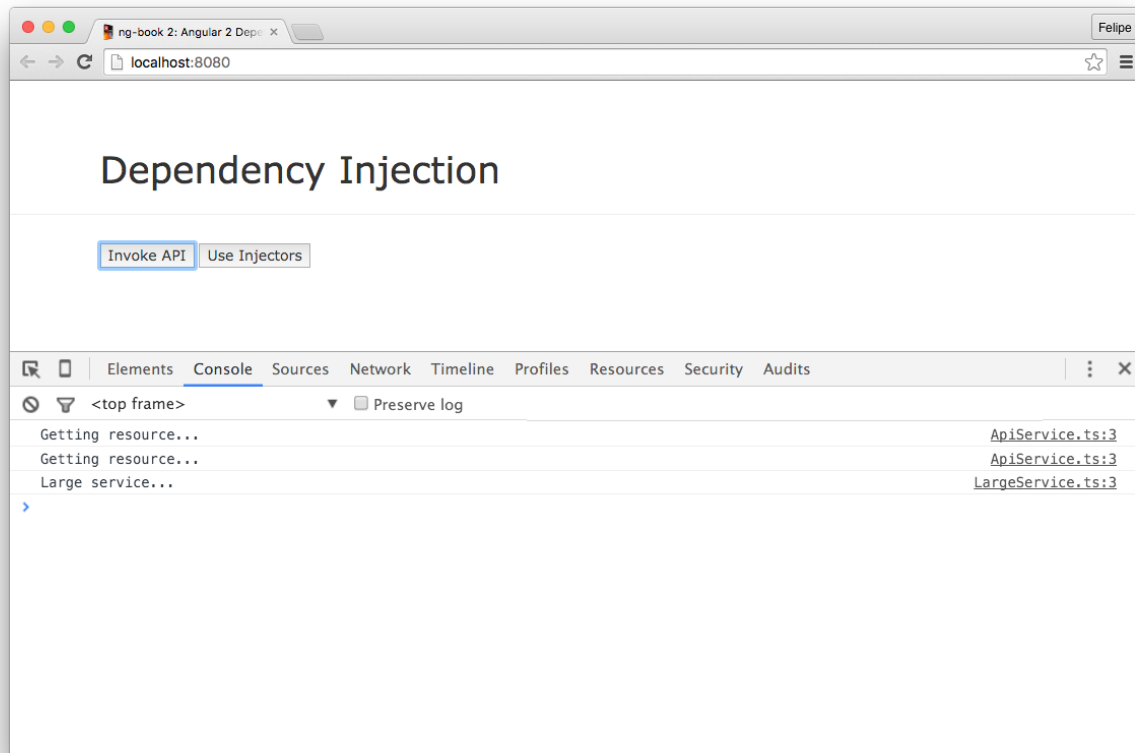 ng-book 2: Angular 2 Depe
Felipe
localhost:8080
Dependency Injection
Invoke API Use Injectors
Elements Console Sources Network Timeline Profiles Resources Security Audits
<top frame> Preserve log
Getting resource... ApiService.ts:3
Getting resource... ApiService.ts:3
Large service... LargeService.ts:3